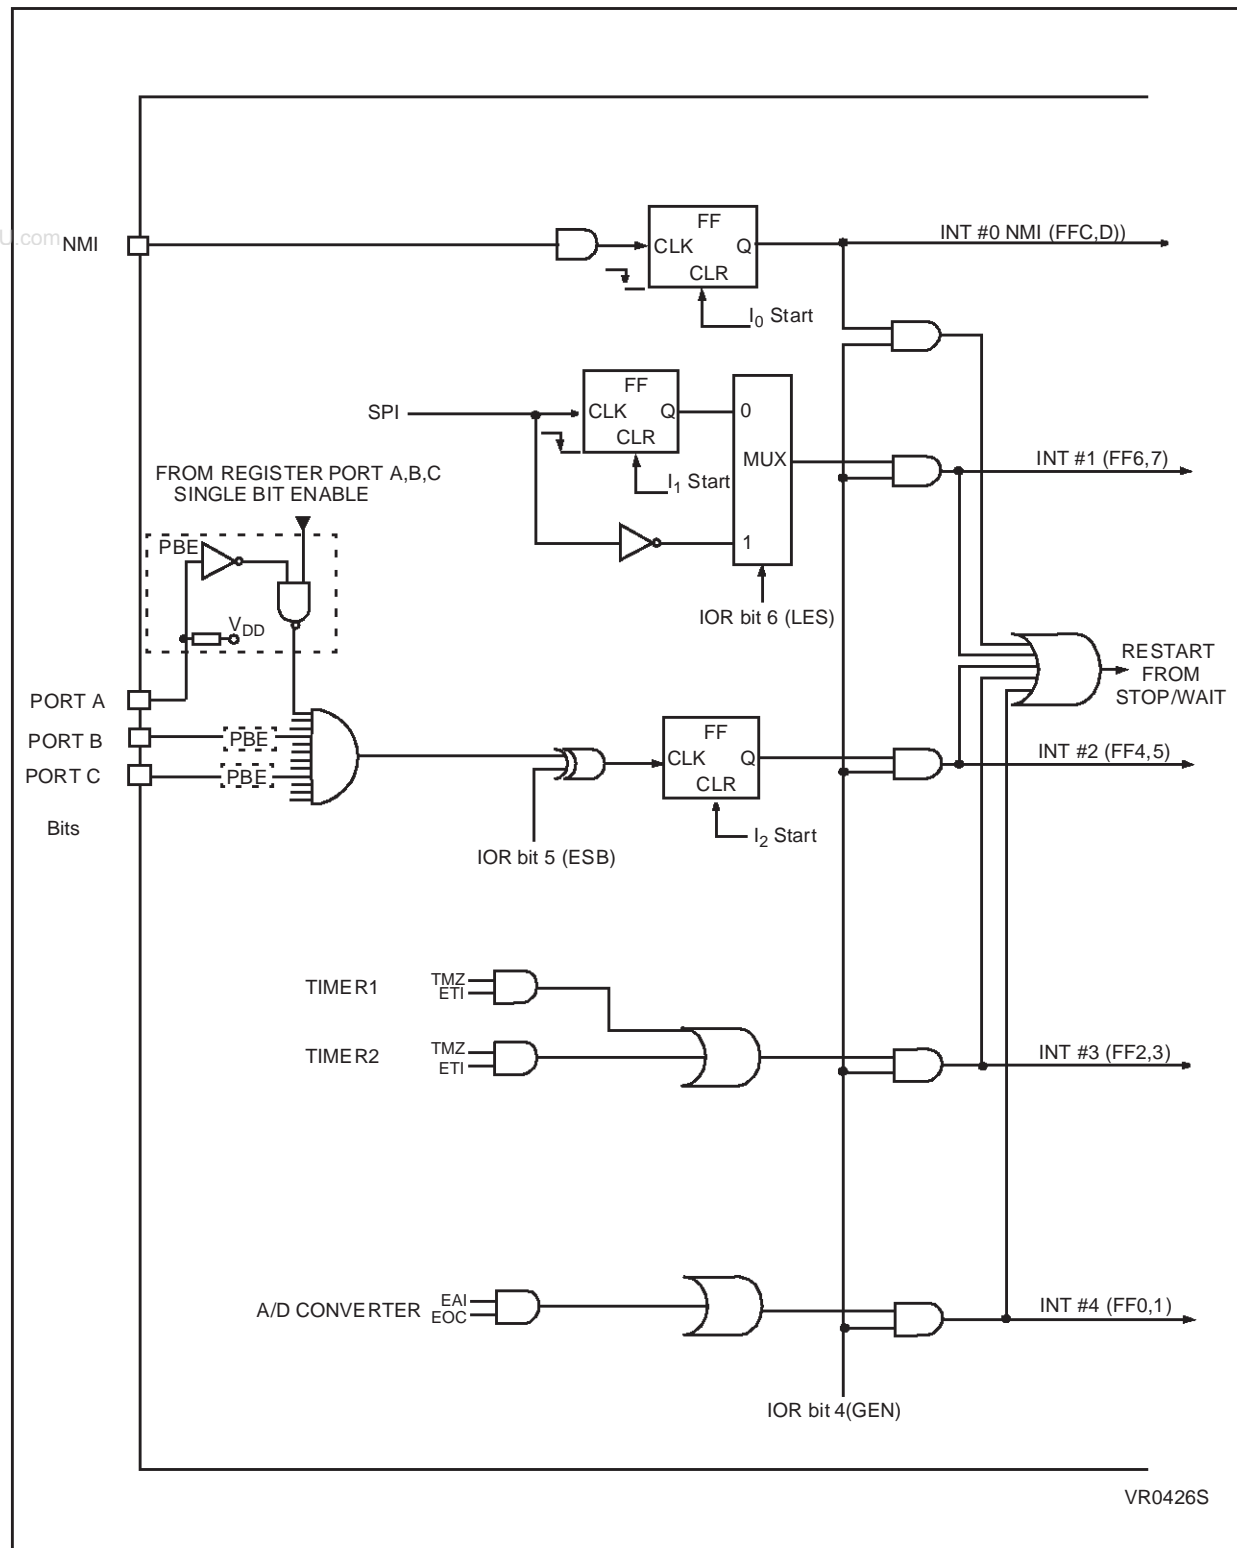 U.com
NMI
FF
CLK
Q
CLR
I0 Start
INT #0 NMI (FFC,D))
SPI
FF
CLK
Q
CLR
I1 Start
0
MUX
1
IOR bit 6 (LES)
INT #1 (FF6,7)
FROM REGISTER PORT A,B,C
SINGLE BIT ENABLE
PBE
VDD
PORT A
PORT B
PBE
PORT C
PBE
Bits
IOR bit 5 (ESB)
FF
CLK
Q
CLR
I2 Start
RESTART
FROM
STOP/WAIT
INT #2 (FF4,5)
TIMER1
TMZ
ETI
TIMER2
TMZ
ETI
INT #3 (FF2,3)
A/D CONVERTER
EAI
EOC
INT #4 (FF0,1)
IOR bit 4(GEN)
VR0426S